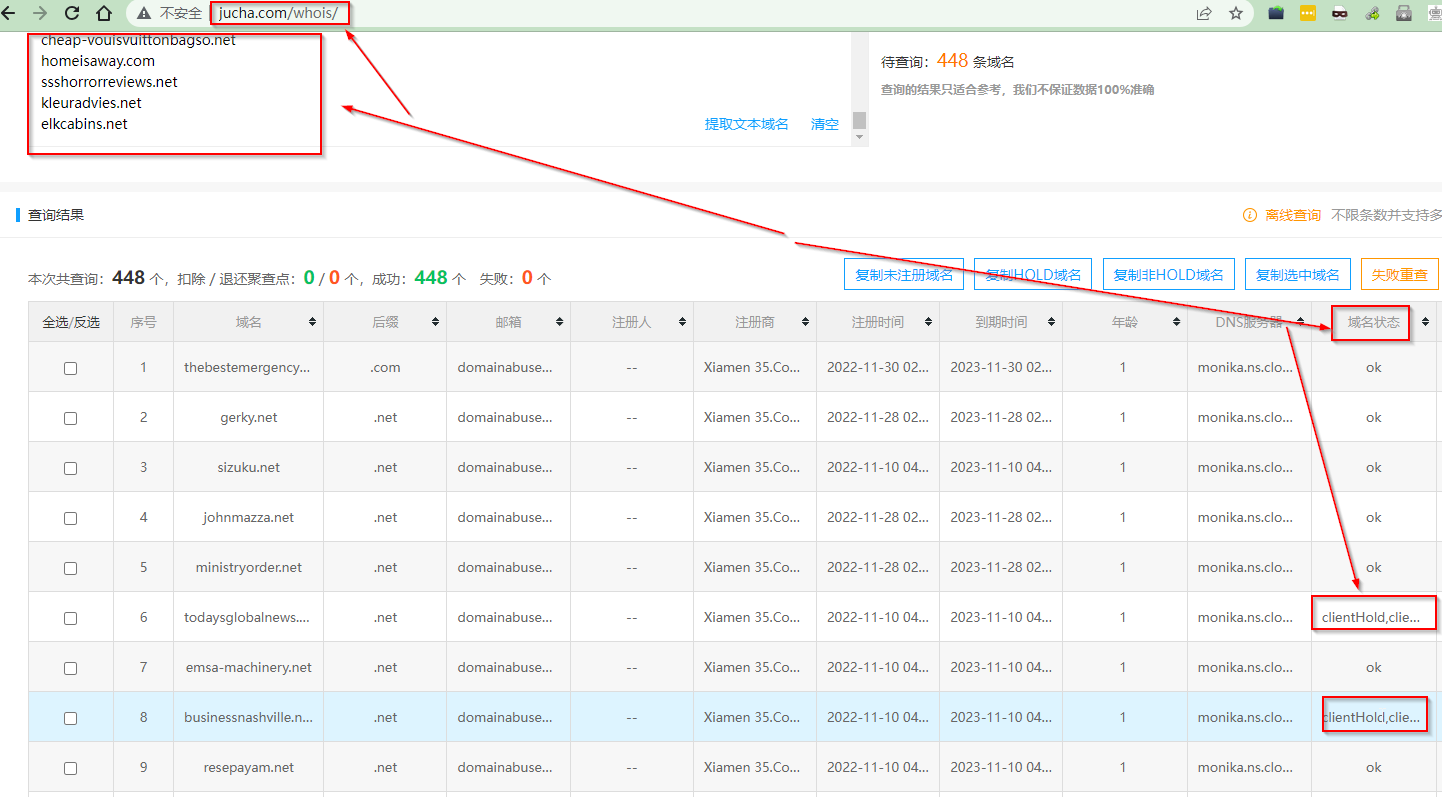 不安全 jucha.com/whois/
cheap-vouisvuittonbagso.net
homeisaway.com
ssshorrorreviews.net
kleuradvies.net
elkcabins.net
提取文本域名 清空
待查询：448 条域名
查询的结果只适合参考，我们不保证数据100%准确
查询结果
离线查询 不限条数并支持多
本次共查询：448 个，扣除 / 退还聚查点：0 / 0 个，成功：448 个 失败：0 个
复制未注册域名 复制HOLD域名 复制非HOLD域名 复制选中域名 失败重查
全选/反选 序号 域名 后缀 邮箱 注册人 注册商 注册时间 到期时间 年龄 DNS服务器 域名状态
1 thebestemergency... .com domainabuse... -- Xiamen 35.Co... 2022-11-30 02... 2023-11-30 02... 1 monika.ns.clo... ok
2 gerky.net .net domainabuse... -- Xiamen 35.Co... 2022-11-28 02... 2023-11-28 02... 1 monika.ns.clo... ok
3 sizuku.net .net domainabuse... -- Xiamen 35.Co... 2022-11-10 04... 2023-11-10 04... 1 monika.ns.clo... ok
4 johnmazza.net .net domainabuse... -- Xiamen 35.Co... 2022-11-28 02... 2023-11-28 02... 1 monika.ns.clo... ok
5 ministryorder.net .net domainabuse... -- Xiamen 35.Co... 2022-11-28 02... 2023-11-28 02... 1 monika.ns.clo... ok
6 todaysglobalnews.... .net domainabuse... -- Xiamen 35.Co... 2022-11-10 04... 2023-11-10 04... 1 monika.ns.clo... clientHold,clie...
7 emsa-machinery.net .net domainabuse... -- Xiamen 35.Co... 2022-11-10 04... 2023-11-10 04... 1 monika.ns.clo... ok
8 businessnashville.n... .net domainabuse... -- Xiamen 35.Co... 2022-11-10 04... 2023-11-10 04... 1 monika.ns.clo... clientHold,clie...
9 resepayam.net .net domainabuse... -- Xiamen 35.Co... 2022-11-10 04... 2023-11-10 04... 1 monika.ns.clo... ok